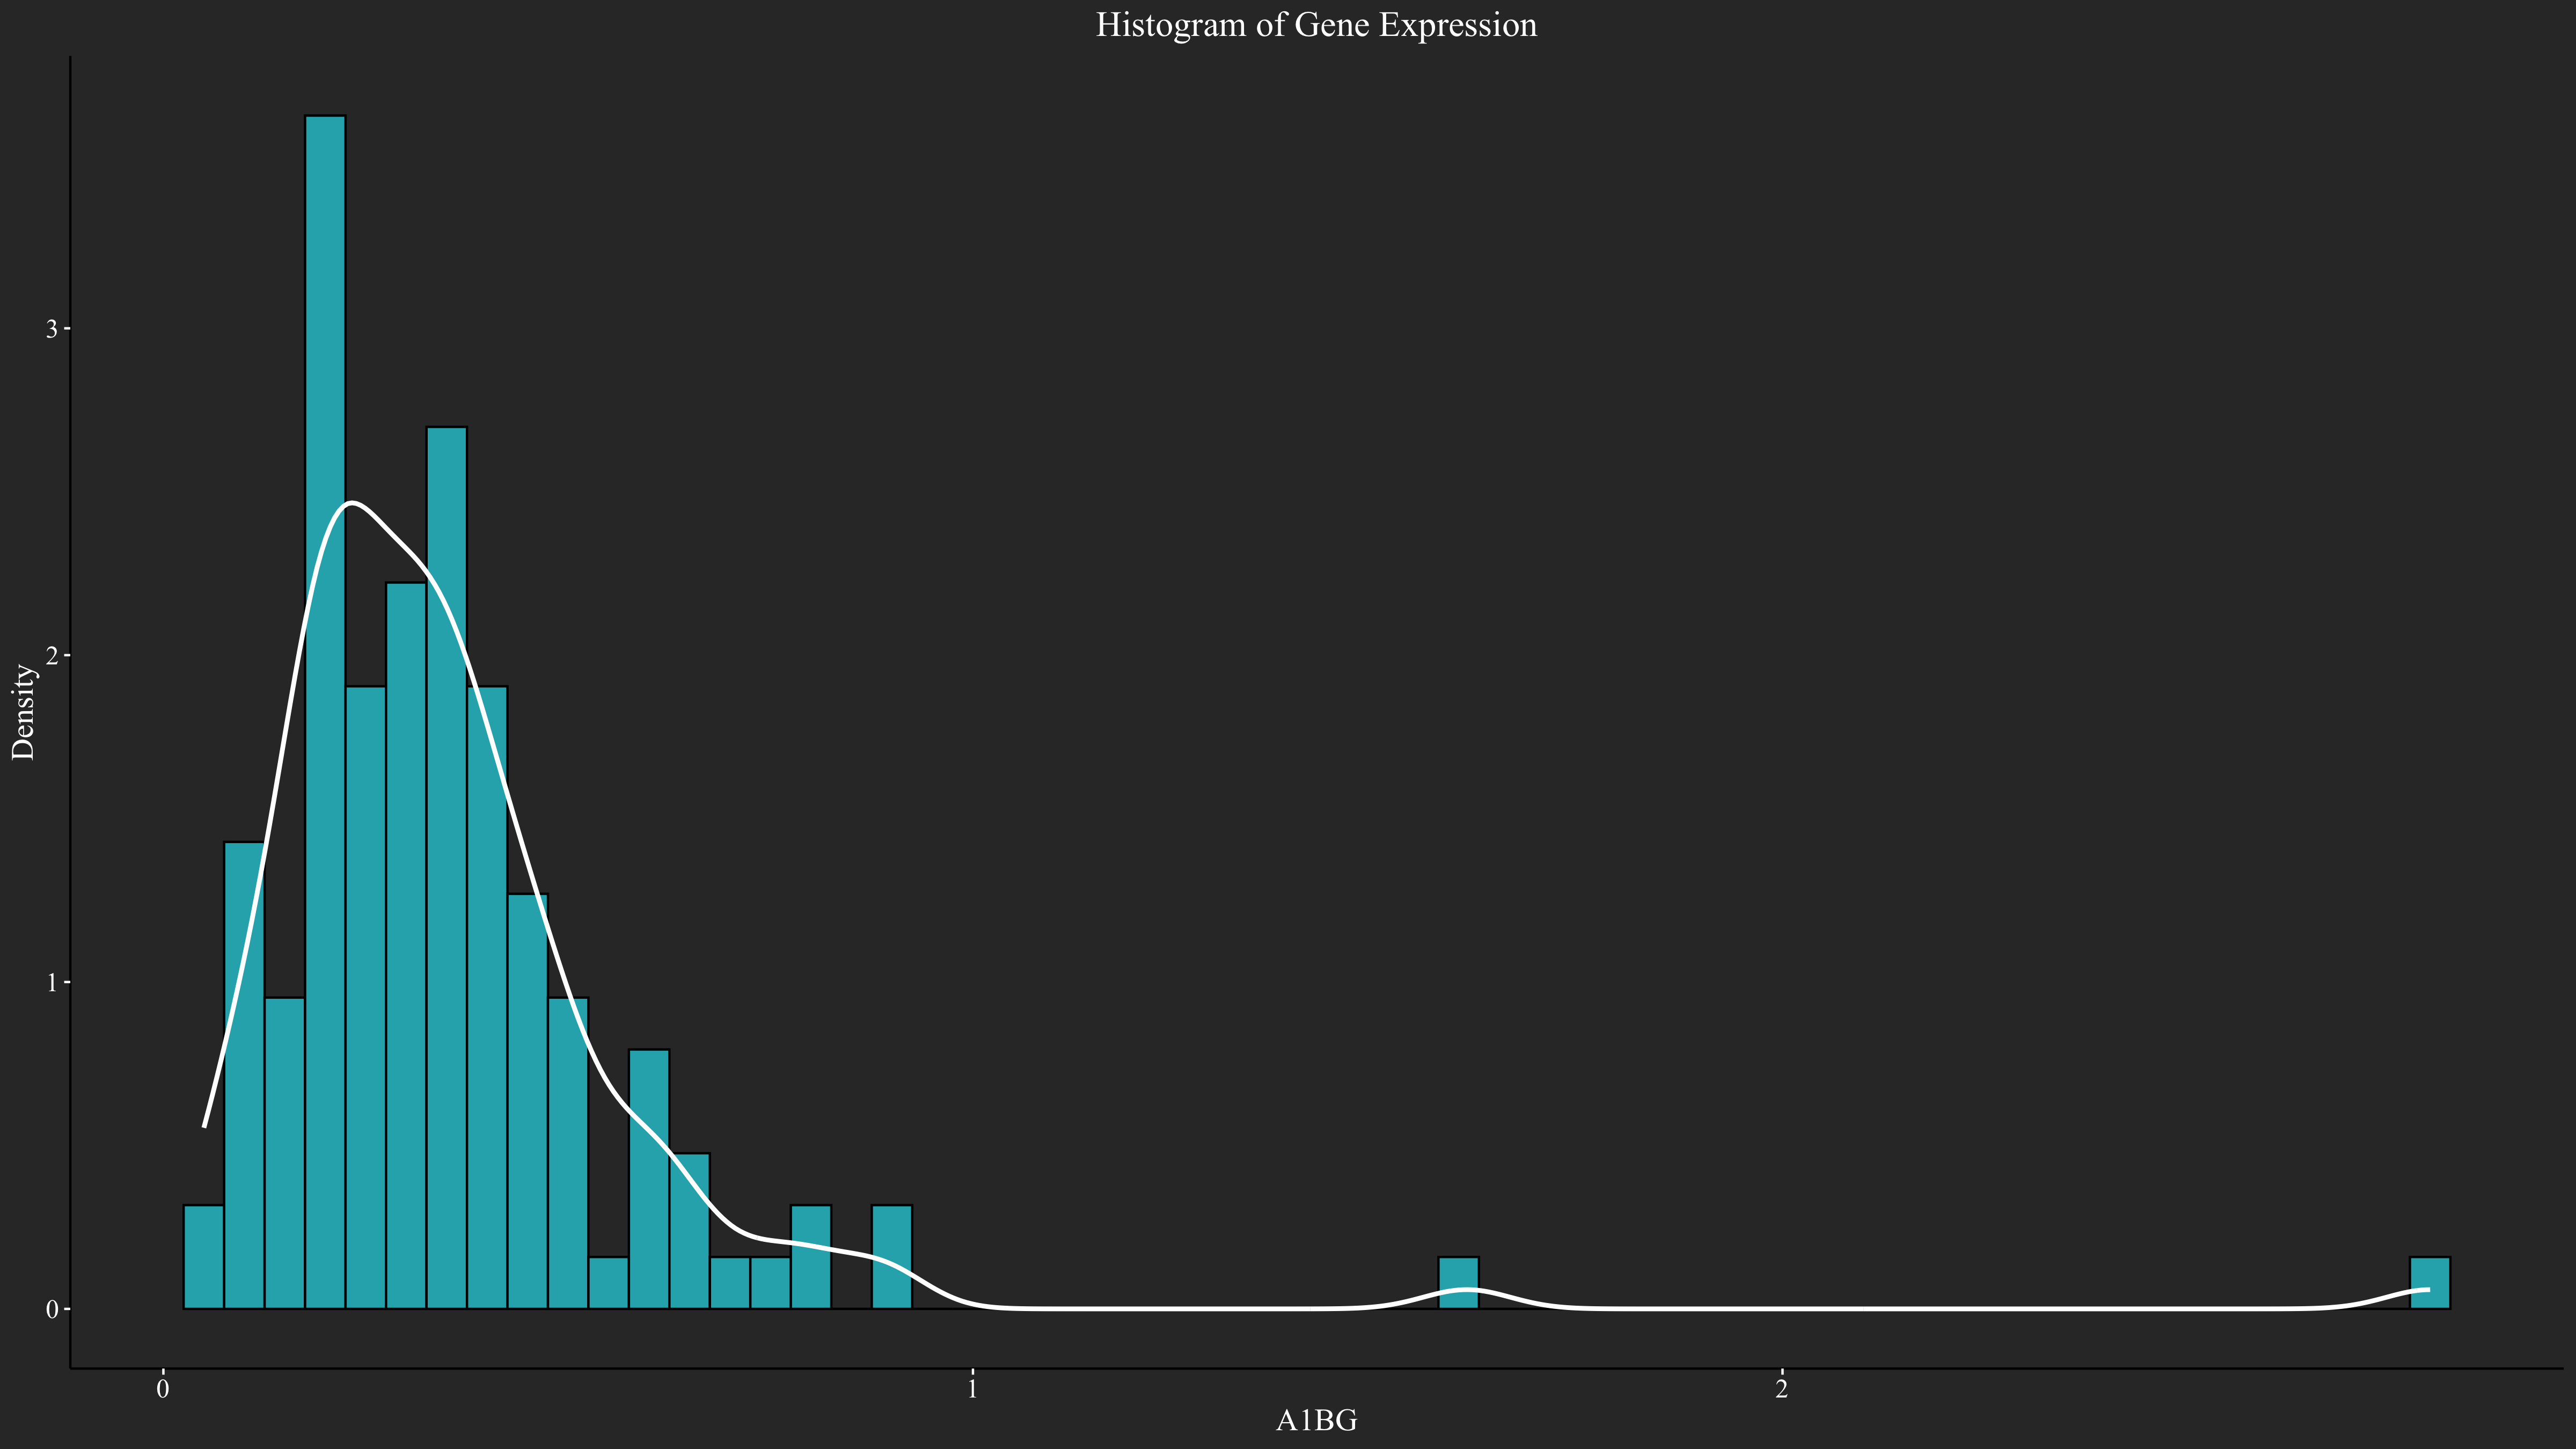 Histogram of Gene Expression
3
2
1
0
Density
0 1 2
A1BG